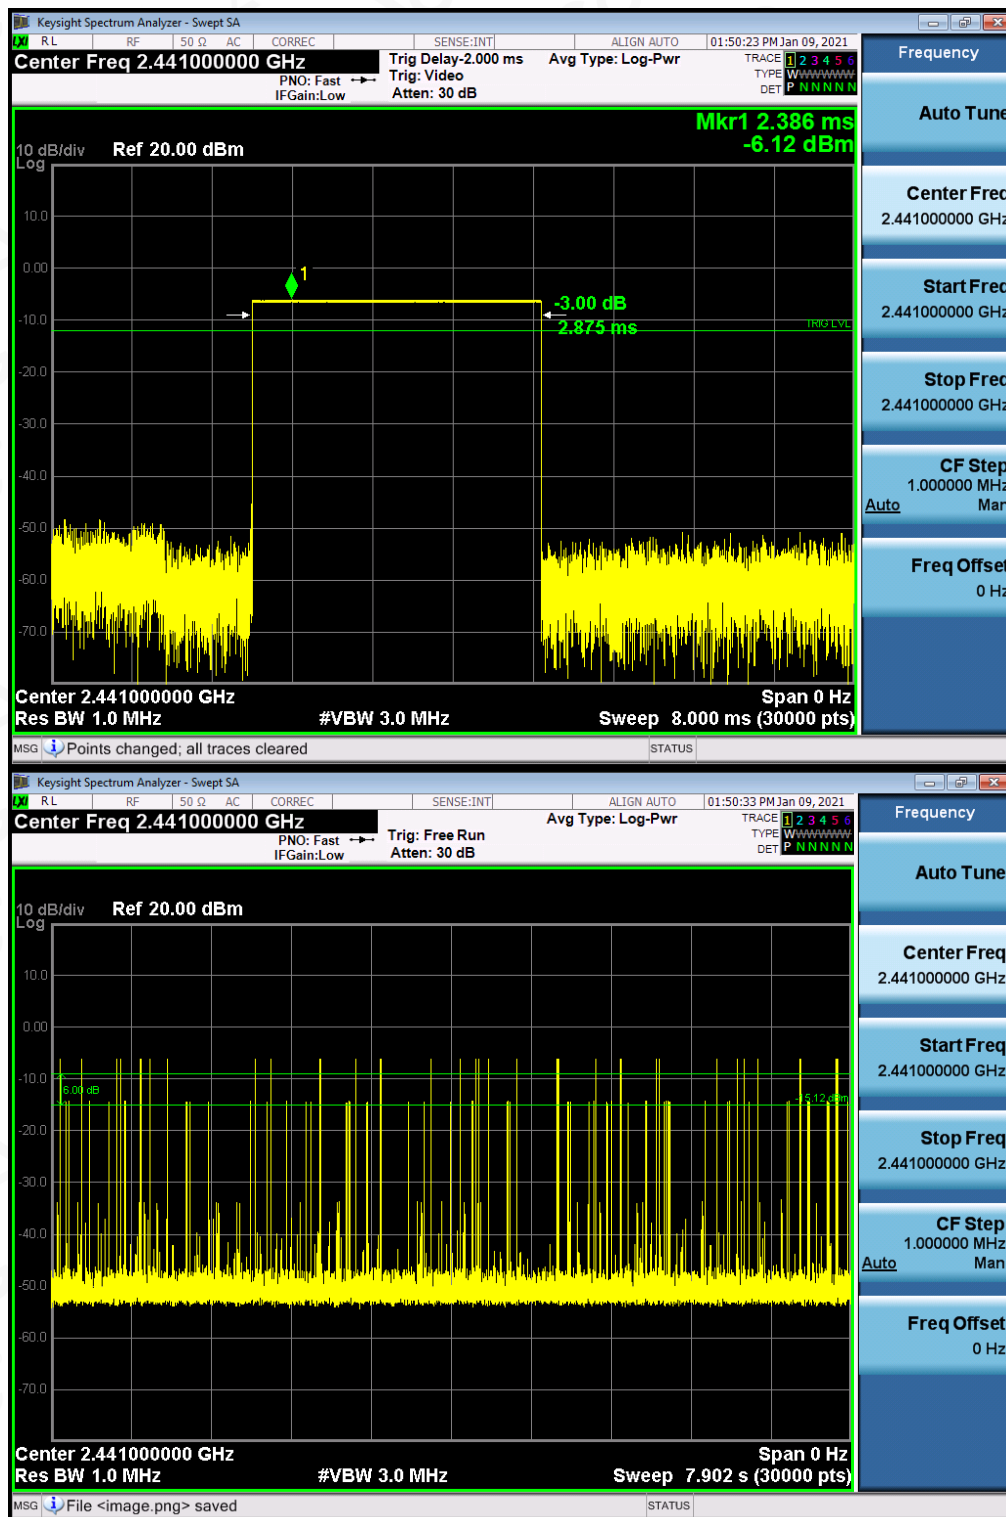 Keysight Spectrum Analyzer - Swept SA
LXI RL RF 50 Ω AC CORREC SENSE:INT ALIGN AUTO 01:50:23 PM Jan 09, 2021
Center Freq 2.441000000 GHz Trig Delay-2.000 ms Avg Type: Log-Pwr TRACE 1 2 3 4 5 6
PNO: Fast Trig: Video TYPE WWWWWW
IFGain:Low Atten: 30 dB DET P N N N N N
Mkr1 2.386 ms
10 dB/div Ref 20.00 dBm -6.12 dBm
Log
10.0
0.00
1
-3.00 dB
-10.0
2.875 ms TRIG LVL
-20.0
-30.0
-40.0
-50.0
-60.0
-70.0
Center 2.441000000 GHz Span 0 Hz
Res BW 1.0 MHz #VBW 3.0 MHz Sweep 8.000 ms (30000 pts)
MSG Points changed; all traces cleared STATUS
Frequency
Auto Tune
Center Freq
2.441000000 GHz
Start Freq
2.441000000 GHz
Stop Freq
2.441000000 GHz
CF Step
1.000000 MHz
Auto Man
Freq Offset
0 Hz
Keysight Spectrum Analyzer - Swept SA
LXI RL RF 50 Ω AC CORREC SENSE:INT ALIGN AUTO 01:50:33 PM Jan 09, 2021
Center Freq 2.441000000 GHz Avg Type: Log-Pwr TRACE 1 2 3 4 5 6
PNO: Fast Trig: Free Run TYPE WWWWWW
IFGain:Low Atten: 30 dB DET P N N N N N
10 dB/div Ref 20.00 dBm
Log
10.0
0.00
-10.0
6.00 dB
-15.12 dBm
-20.0
-30.0
-40.0
-50.0
-60.0
-70.0
Center 2.441000000 GHz Span 0 Hz
Res BW 1.0 MHz #VBW 3.0 MHz Sweep 7.902 s (30000 pts)
MSG File <image.png> saved STATUS
Frequency
Auto Tune
Center Freq
2.441000000 GHz
Start Freq
2.441000000 GHz
Stop Freq
2.441000000 GHz
CF Step
1.000000 MHz
Auto Man
Freq Offset
0 Hz